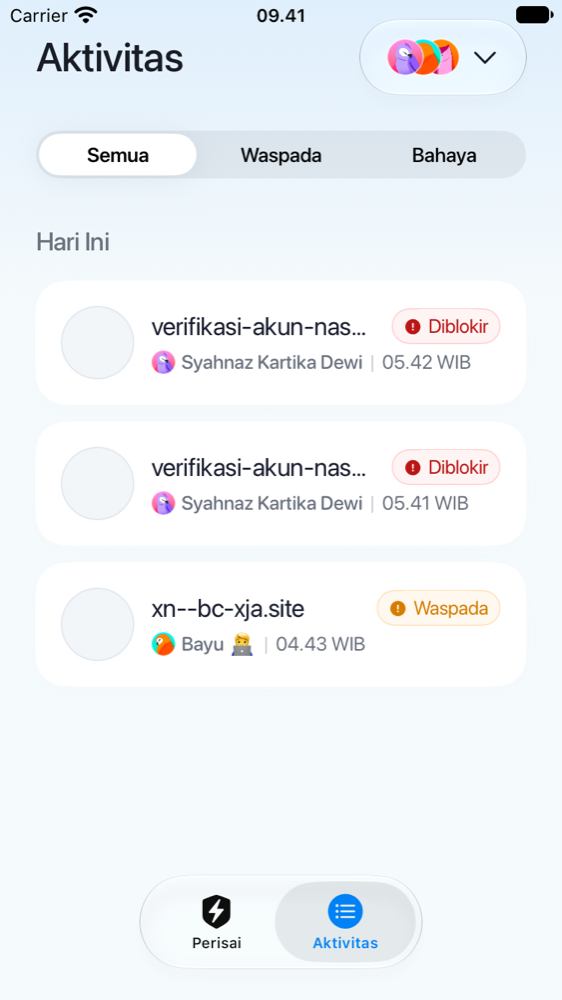 Carrier 09.41
Aktivitas
Semua Waspada Bahaya
Hari Ini
verifikasi-akun-nas... Diblokir
Syahnaz Kartika Dewi | 05.42 WIB
verifikasi-akun-nas... Diblokir
Syahnaz Kartika Dewi | 05.41 WIB
xn--bc-xja.site Waspada
Bayu 🧑‍💻 | 04.43 WIB
Perisai Aktivitas